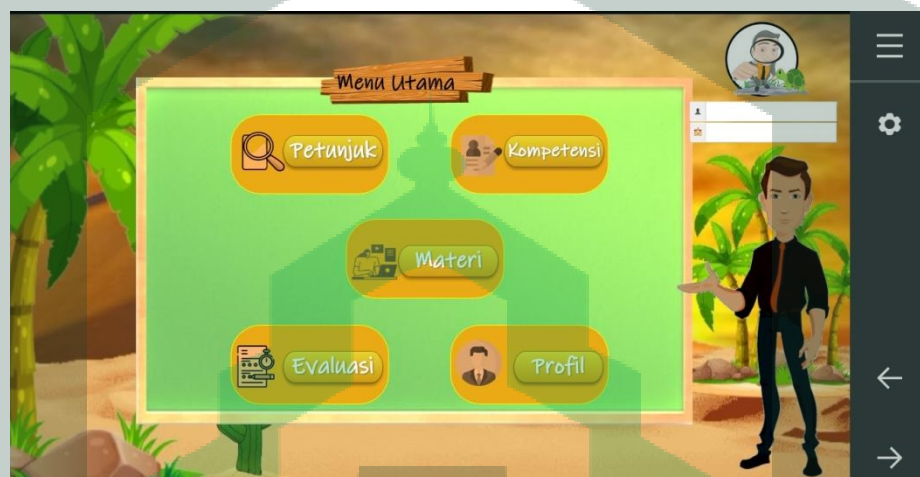 Menu Utama
Petunjuk
Kompetensi
Materi
Evaluasi
Profil